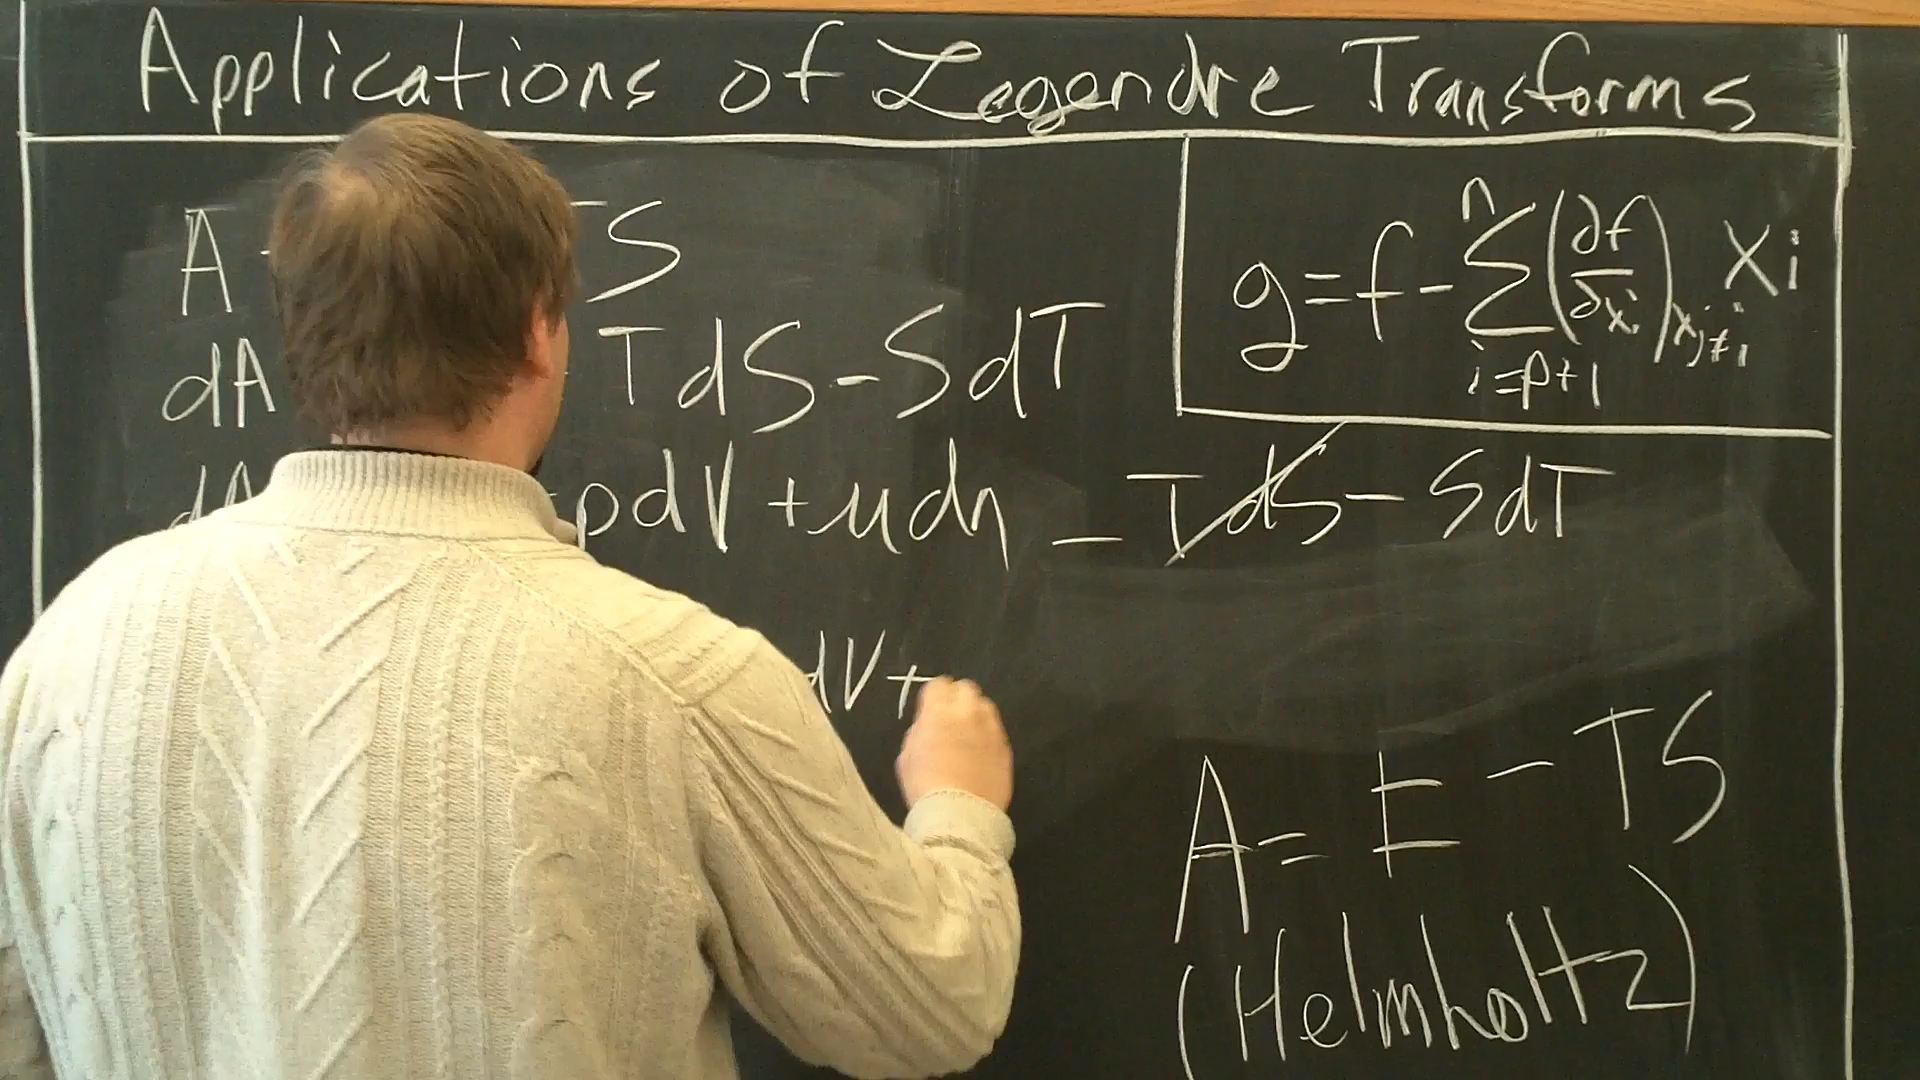 Applications of Legendre Transforms
A TS
dA TdS - SdT
dA pdV + μdn - TdS - SdT
dV +
g = f - n Σ i=p+1 (∂f/∂xi) xj≠i Xi
A = E - TS
(Helmholtz)